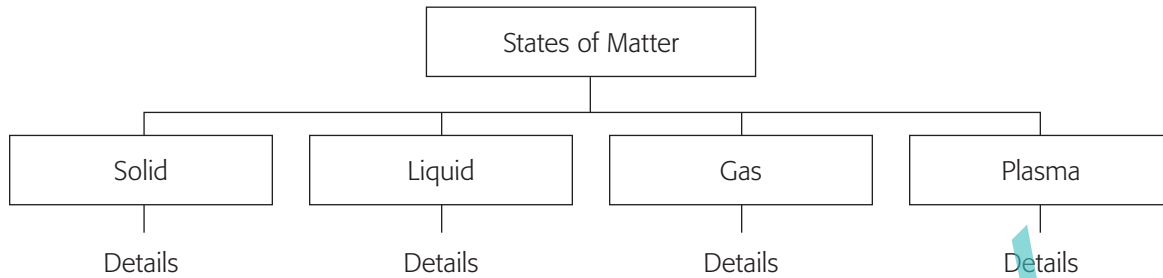 States of Matter
Solid Liquid Gas Plasma
Details Details Details Details